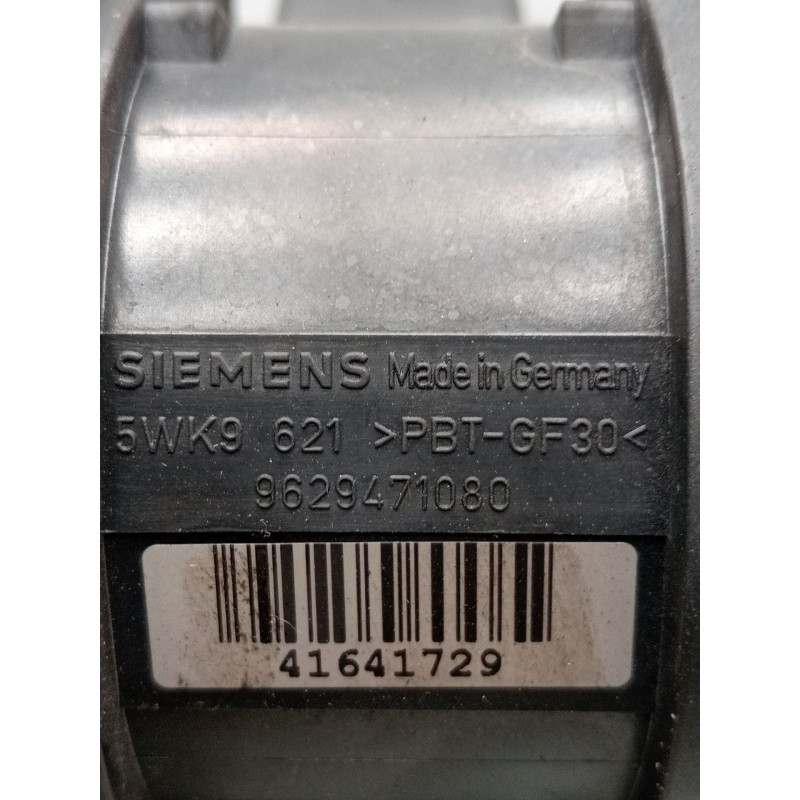 SIEMENS Made in Germany
5WK9 621 >PBT-GF30<
9629471080
41641729